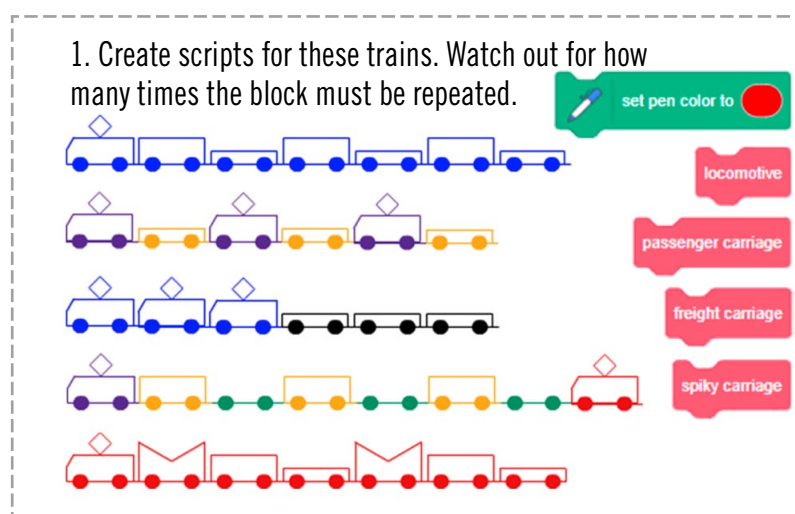 1. Create scripts for these trains. Watch out for how
many times the block must be repeated.
set pen color to
locomotive
passenger carriage
freight carriage
spiky carriage